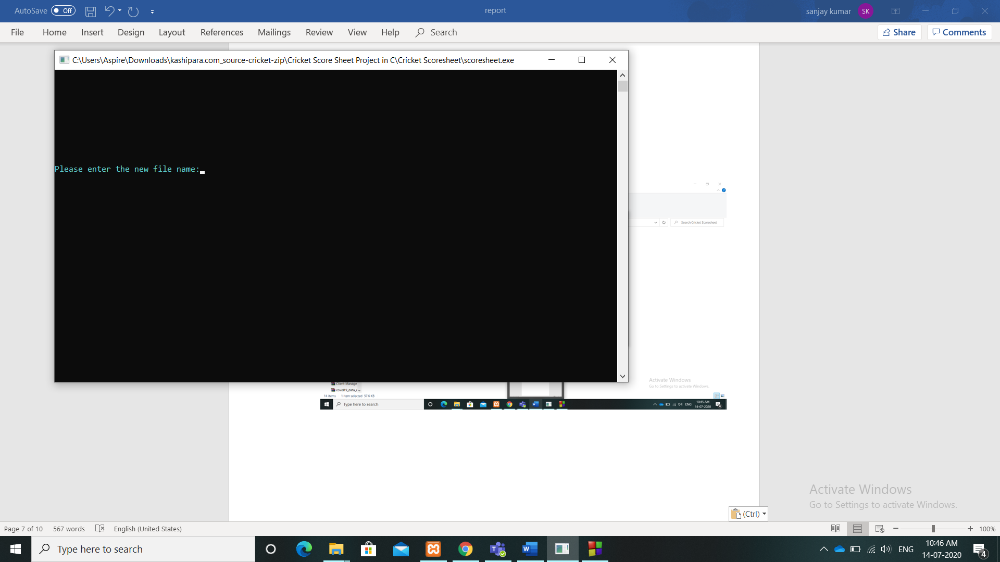 AutoSave Off
report
sanjay kumar SK
File Home Insert Design Layout References Mailings Review View Help Search
Share Comments
C:\Users\Aspire\Downloads\kashipara.com_source-cricket-zip\Cricket Score Sheet Project in C\Cricket Scoresheet\scoresheet.exe
Please enter the new file name:
Search Cricket Scoresheet
Activate Windows
Go to Settings to activate Windows.
Client-Manage
covid19_data_a
14 items 1 item selected 57.6 KB
Type here to search
ENG
10:45 AM
14-07-2020
4
Activate Windows
Go to Settings to activate Windows.
(Ctrl)
Page 7 of 10 567 words English (United States)
100%
Type here to search
W
ENG
10:46 AM
14-07-2020
4